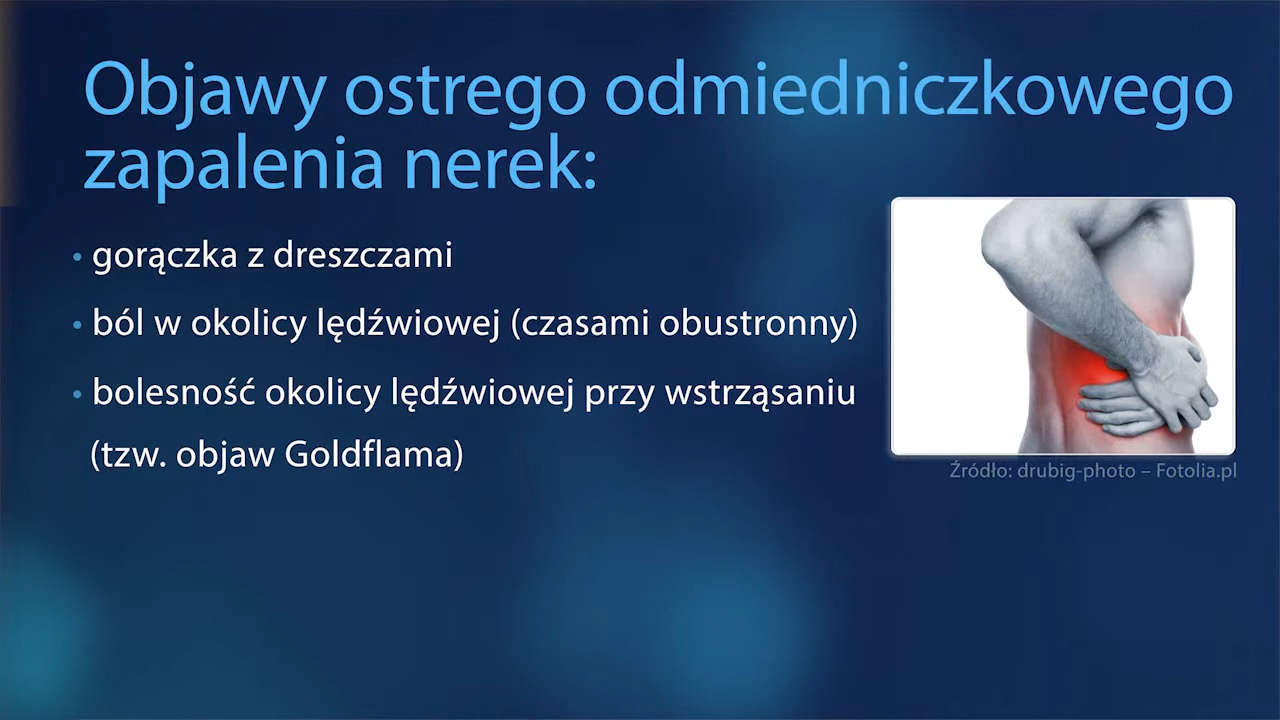 Objawy ostrego odmiedniczkowego
zapalenia nerek:
• gorączka z dreszczami
• ból w okolicy lędźwiowej (czasami obustronny)
• bolesność okolicy lędźwiowej przy wstrząsaniu
(tzw. objaw Goldflama)
Źródło: drubig-photo – Fotolia.pl